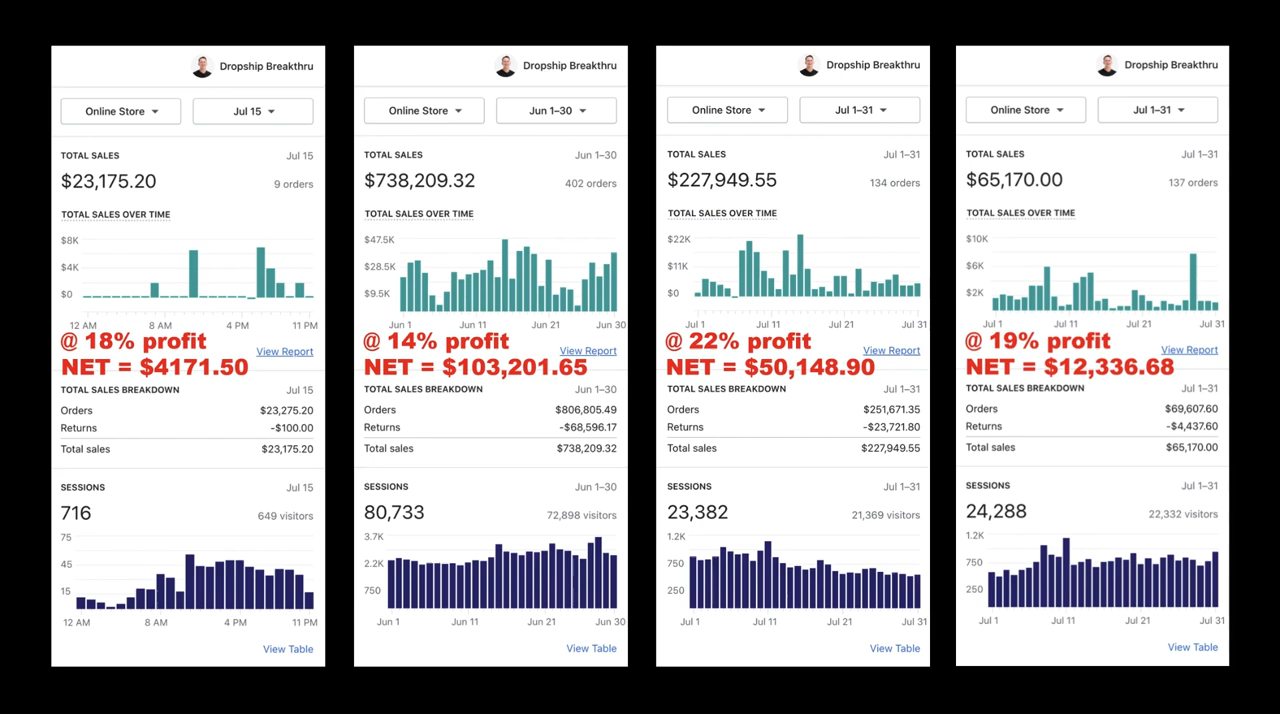 Dropship Breakthru
Online Store Jul 15
TOTAL SALES Jul 15
$23,175.20 9 orders
TOTAL SALES OVER TIME
$8K
$4K
$0
12 AM 8 AM 4 PM 11 PM
@ 18% profit
View Report
NET = $4171.50
TOTAL SALES BREAKDOWN Jul 15
Orders $23,275.20
Returns -$100.00
Total sales $23,175.20
SESSIONS Jul 15
716 649 visitors
75
45
15
12 AM 8 AM 4 PM 11 PM
View Table
Dropship Breakthru
Online Store Jun 1–30
TOTAL SALES Jun 1–30
$738,209.32 402 orders
TOTAL SALES OVER TIME
$47.5K
$28.5K
$9.5K
Jun 1 Jun 11 Jun 21 Jun 30
@ 14% profit
View Report
NET = $103,201.65
TOTAL SALES BREAKDOWN Jun 1–30
Orders $806,805.49
Returns -$68,596.17
Total sales $738,209.32
SESSIONS Jun 1–30
80,733 72,898 visitors
3.7K
2.2K
750
Jun 1 Jun 11 Jun 21 Jun 30
View Table
Dropship Breakthru
Online Store Jul 1–31
TOTAL SALES Jul 1–31
$227,949.55 134 orders
TOTAL SALES OVER TIME
$22K
$11K
$0
Jul 1 Jul 11 Jul 21 Jul 31
@ 22% profit
View Report
NET = $50,148.90
TOTAL SALES BREAKDOWN Jul 1–31
Orders $251,671.35
Returns -$23,721.80
Total sales $227,949.55
SESSIONS Jul 1–31
23,382 21,369 visitors
1.2K
750
250
Jul 1 Jul 11 Jul 21 Jul 31
View Table
Dropship Breakthru
Online Store Jul 1–31
TOTAL SALES Jul 1–31
$65,170.00 137 orders
TOTAL SALES OVER TIME
$10K
$6K
$2K
Jul 1 Jul 11 Jul 21 Jul 31
@ 19% profit
View Report
NET = $12,336.68
TOTAL SALES BREAKDOWN Jul 1–31
Orders $69,607.60
Returns -$4,437.60
Total sales $65,170.00
SESSIONS Jul 1–31
24,288 22,332 visitors
1.2K
750
250
Jul 1 Jul 11 Jul 21 Jul 31
View Table